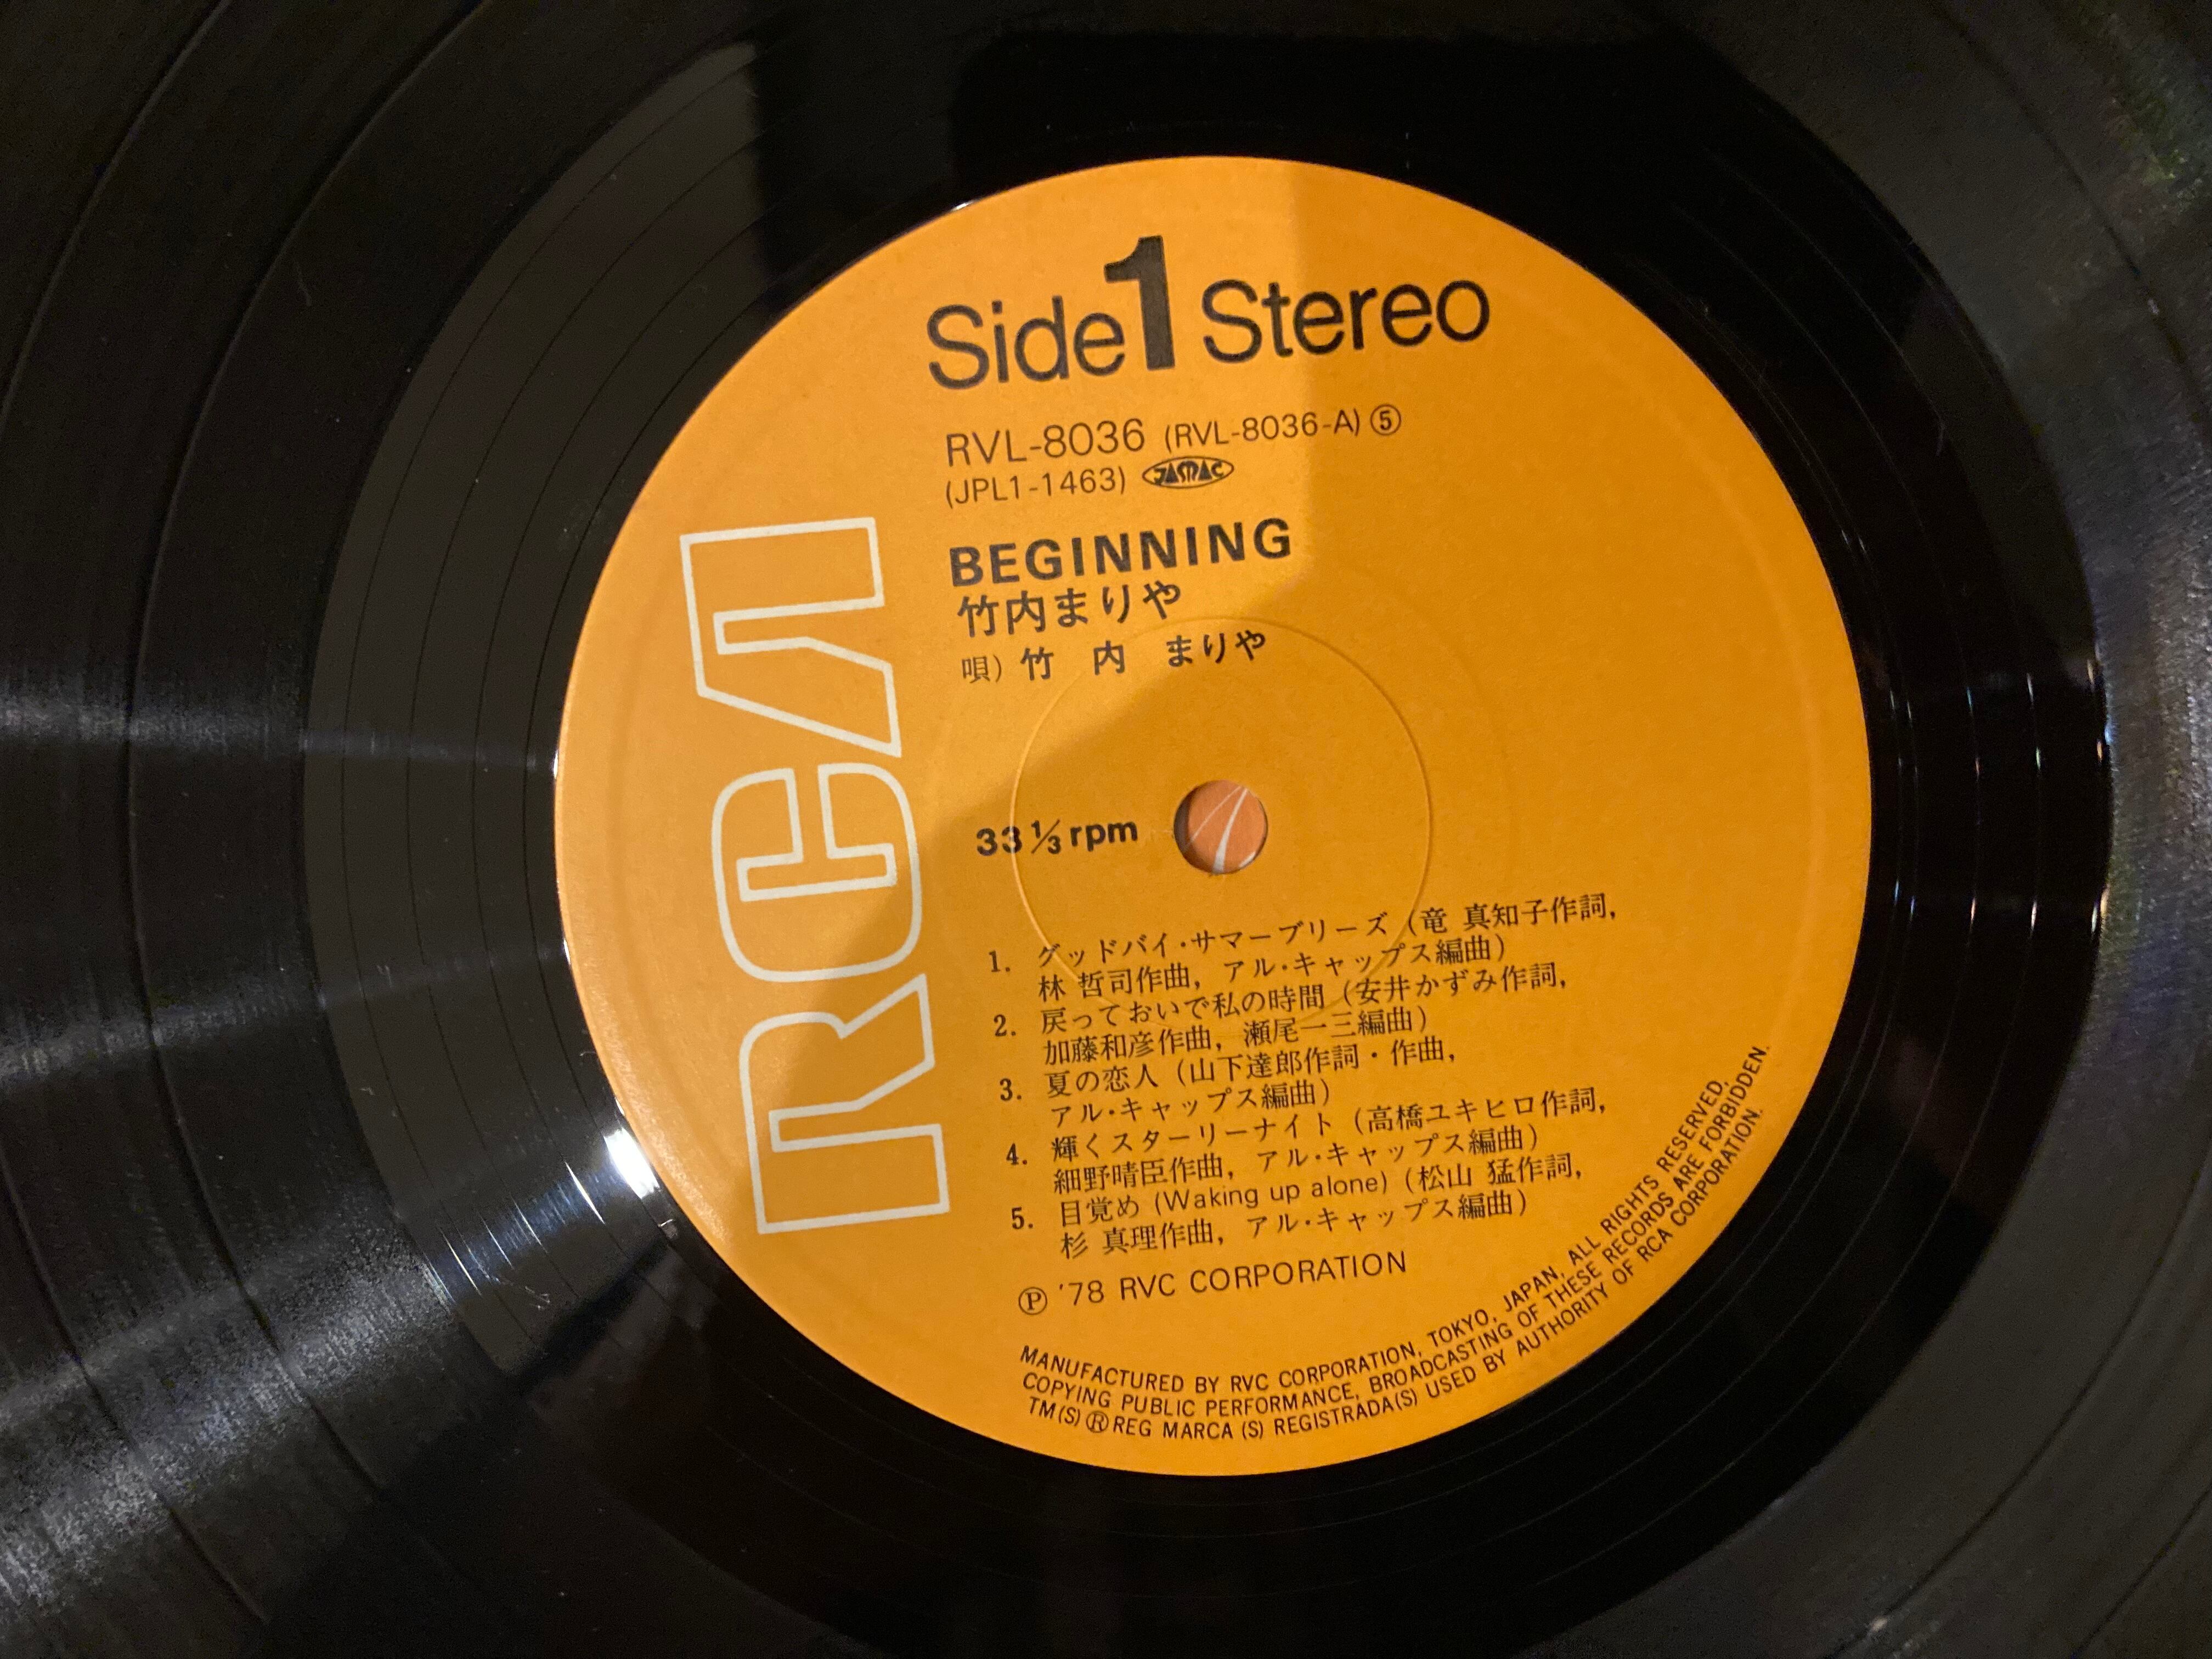 Side 1 Stereo
RVL-8036 (RVL-8036-A) ⑤
(JPL1-1463) JASRAC
BEGINNING
竹内まりや
唄) 竹 内 まりや
RCA
33 1/3 rpm
1. グッドバイ・サマーブリーズ (竜 真知子作詞,
林 哲司作曲, アル・キャップス編曲)
2. 戻っておいで私の時間 (安井かずみ作詞,
加藤和彦作曲, 瀬尾一三編曲)
3. 夏の恋人 (山下達郎作詞・作曲,
アル・キャップス編曲)
4. 輝くスターリーナイト (高橋ユキヒロ作詞,
細野晴臣作曲, アル・キャップス編曲)
5. 目覚め (Waking up alone) (松山 猛作詞,
杉 真理作曲, アル・キャップス編曲)
Ⓟ '78 RVC CORPORATION
MANUFACTURED BY RVC CORPORATION, TOKYO, JAPAN, ALL RIGHTS RESERVED,
COPYING PUBLIC PERFORMANCE, BROADCASTING OF THESE RECORDS ARE FORBIDDEN.
TM(S) Ⓡ REG MARCA (S) REGISTRADA(S) USED BY AUTHORITY OF RCA CORPORATION.